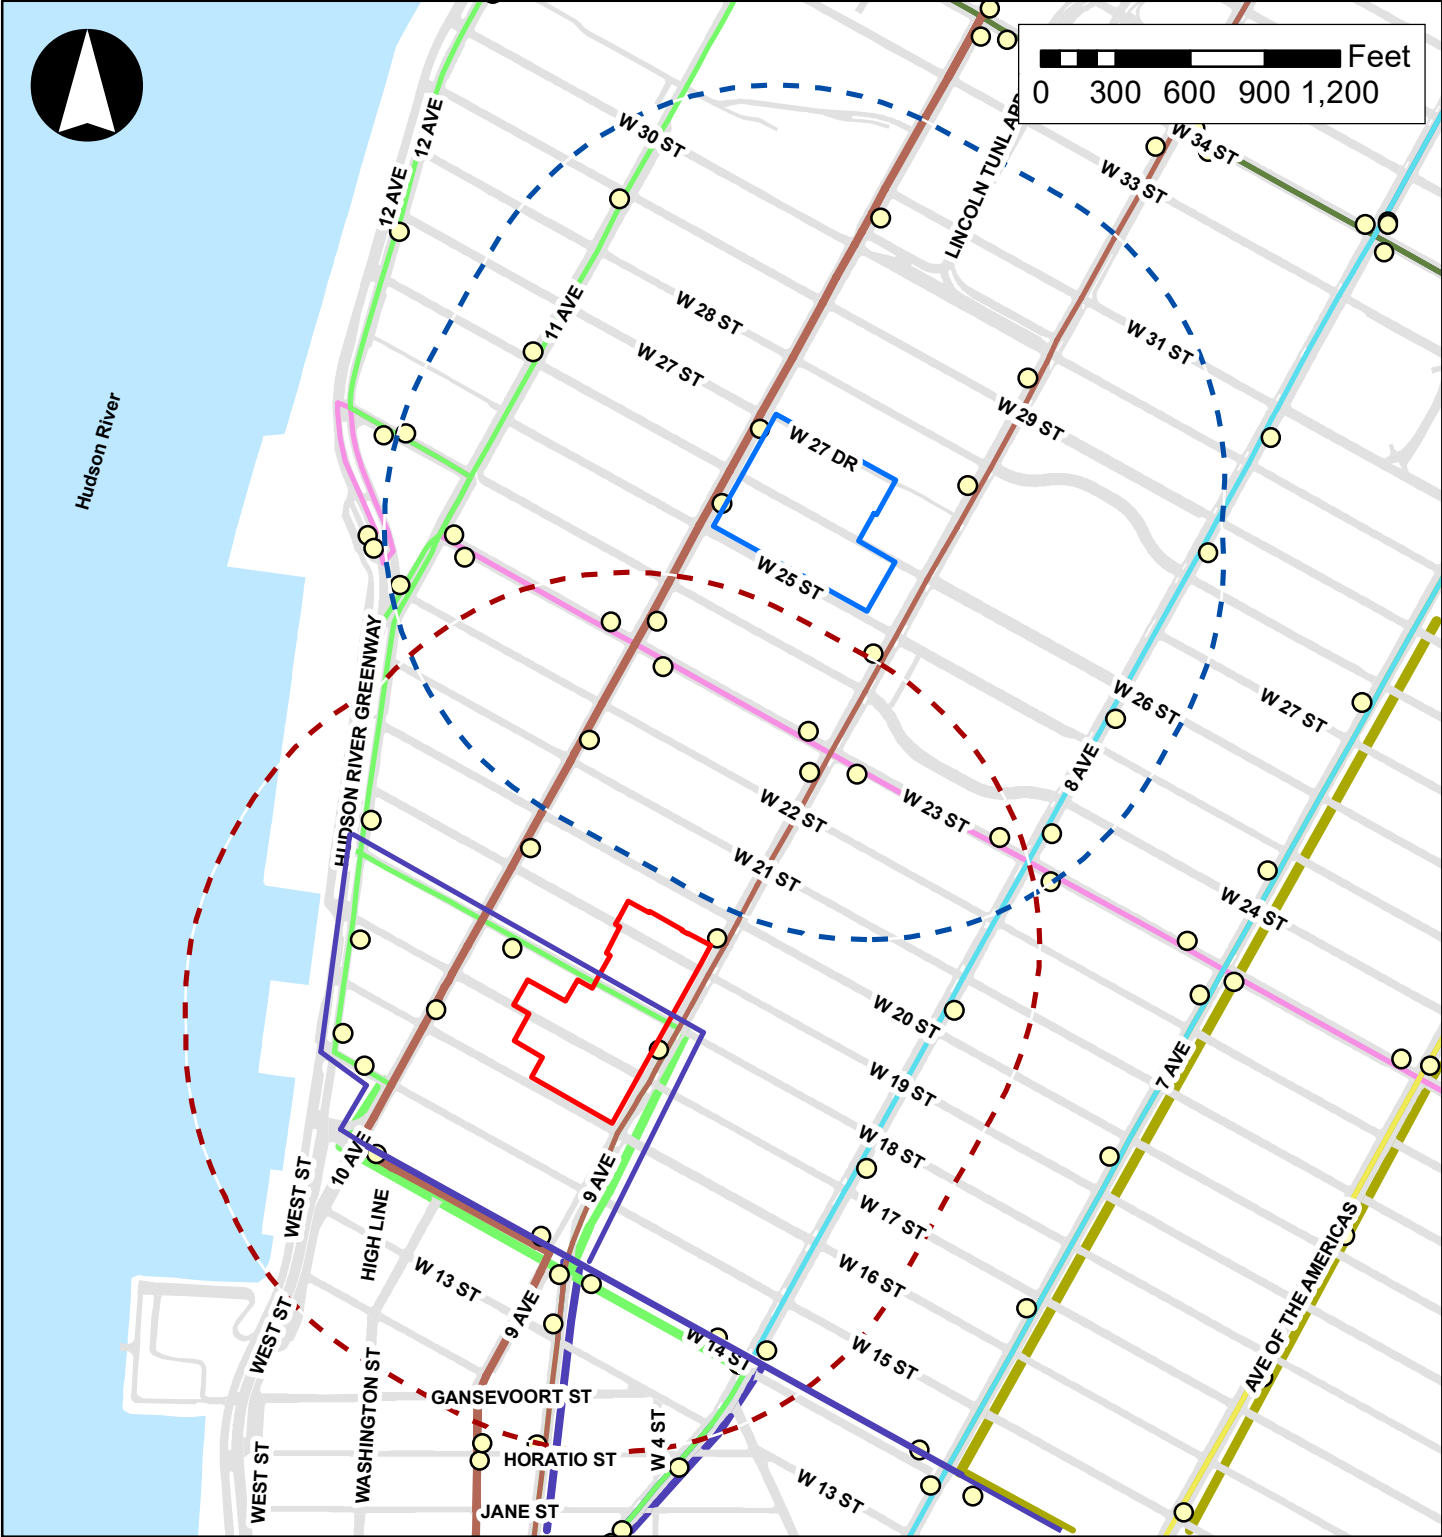 Feet
0 300 600 900 1,200
12 AVE
12 AVE
W 30 ST
W 34 ST
W 33 ST
LINCOLN TUNL
11 AVE
W 28 ST
W 31 ST
W 27 ST
Hudson River
W 29 ST
W 27 DR
W 25 ST
HUDSON RIVER GREENWAY
W 26 ST
W 27 ST
8 AVE
W 22 ST
W 23 ST
W 21 ST
W 24 ST
W 20 ST
W 19 ST
7 AVE
W 18 ST
10 AVE
WEST ST
9 AVE
HIGH LINE
W 17 ST
W 13 ST
W 16 ST
AVE OF THE AMERICAS
9 AVE
WEST ST
W 14 ST
W 15 ST
WASHINGTON ST
GANSEVOORT ST
W 4 ST
WEST ST
HORATIO ST
W 13 ST
JANE ST